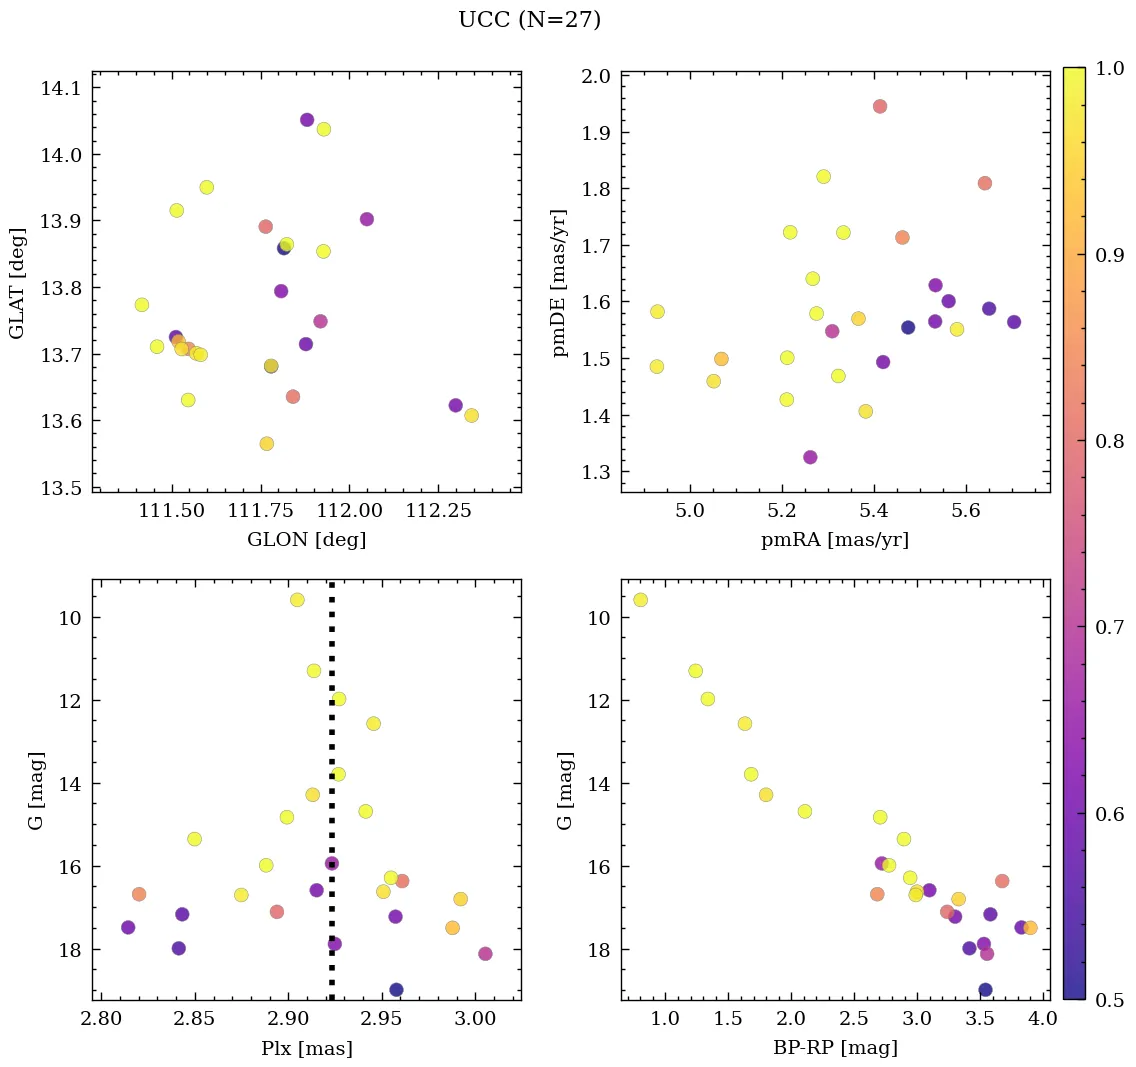 UCC (N=27)
14.1
14.0
13.9
13.8
13.7
13.6
13.5
GLAT [deg]
111.50 111.75 112.00 112.25
GLON [deg]
2.0
1.9
1.8
1.7
1.6
1.5
1.4
1.3
pmDE [mas/yr]
5.0 5.2 5.4 5.6
pmRA [mas/yr]
10
12
14
16
18
G [mag]
2.80 2.85 2.90 2.95 3.00
Plx [mas]
10
12
14
16
18
G [mag]
1.0 1.5 2.0 2.5 3.0 3.5 4.0
BP-RP [mag]
1.0
0.9
0.8
0.7
0.6
0.5